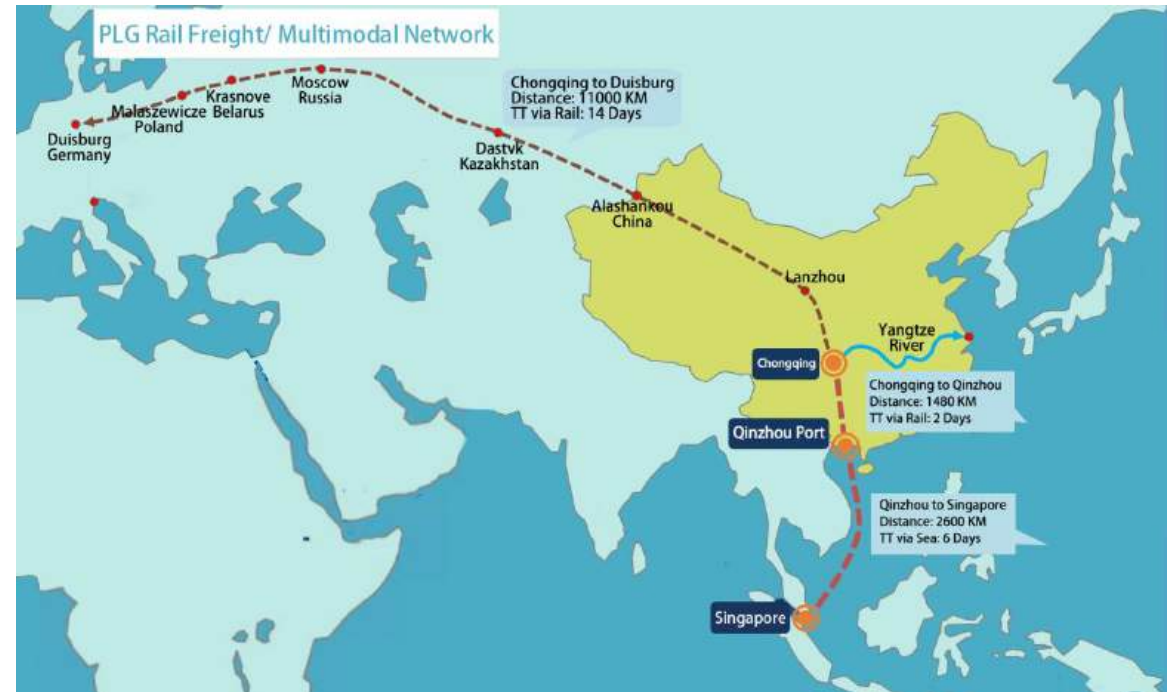 PLG Rail Freight/ Multimodal Network
Chongqing to Duisburg
Distance: 11000 KM
TT via Rail: 14 Days
Moscow
Russia
Krasnove
Belarus
Malaszewicze
Poland
Duisburg
Germany
Dastvk
Kazakhstan
Alashankou
China
Lanzhou
Yangtze
River
Chongqing
Chongqing to Qinzhou
Distance: 1480 KM
TT via Rail: 2 Days
Qinzhou Port
Qinzhou to Singapore
Distance: 2600 KM
TT via Sea: 6 Days
Singapore